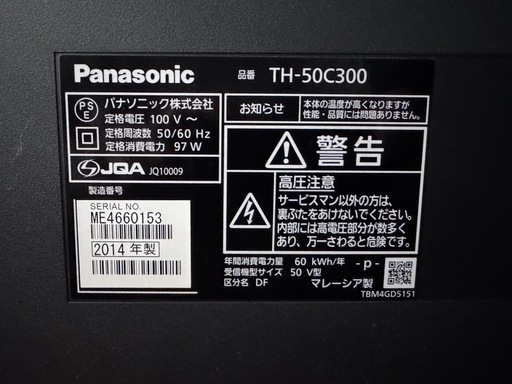 Panasonic
品番 TH-50C300
PS
E
パナソニック株式会社
定格電圧 100 V ～
定格周波数 50/60 Hz
定格消費電力 97 W
JQA JQ10009
製造番号
SERIAL NO.
ME4660153
2014 年製
お知らせ
本体の温度が高くなりますが
性能・品質には問題ありません。
警告
高圧注意
サービスマン以外の方は、
裏ぶたをあけないでください。
内部には高電圧部分が数多く
あり、万一さわると危険です。
年間消費電力量 60 kWh/年
受信機型サイズ 50 V型
区分名 DF
-p-
マレーシア製
TBM4GD5151